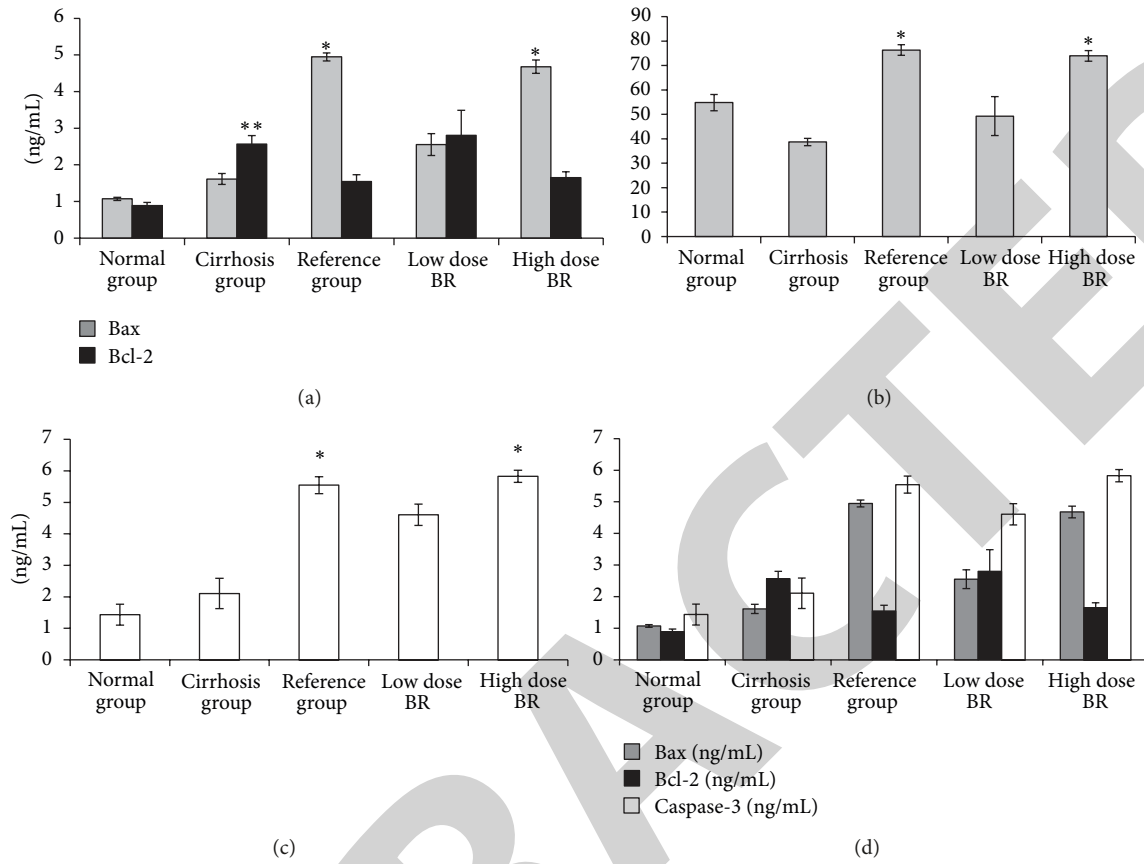 6
5
4
3
2
1
0
(ng/mL)
*
**
*
*
Normal group
Cirrhosis group
Reference group
Low dose BR
High dose BR
Bax
Bcl-2
(a)
90
80
70
60
50
40
30
20
10
0
*
*
Normal group
Cirrhosis group
Reference group
Low dose BR
High dose BR
(b)
7
6
5
4
3
2
1
0
(ng/mL)
*
*
Normal group
Cirrhosis group
Reference group
Low dose BR
High dose BR
(c)
7
6
5
4
3
2
1
0
Normal group
Cirrhosis group
Reference group
Low dose BR
High dose BR
Bax (ng/mL)
Bcl-2 (ng/mL)
Caspase-3 (ng/mL)
(d)